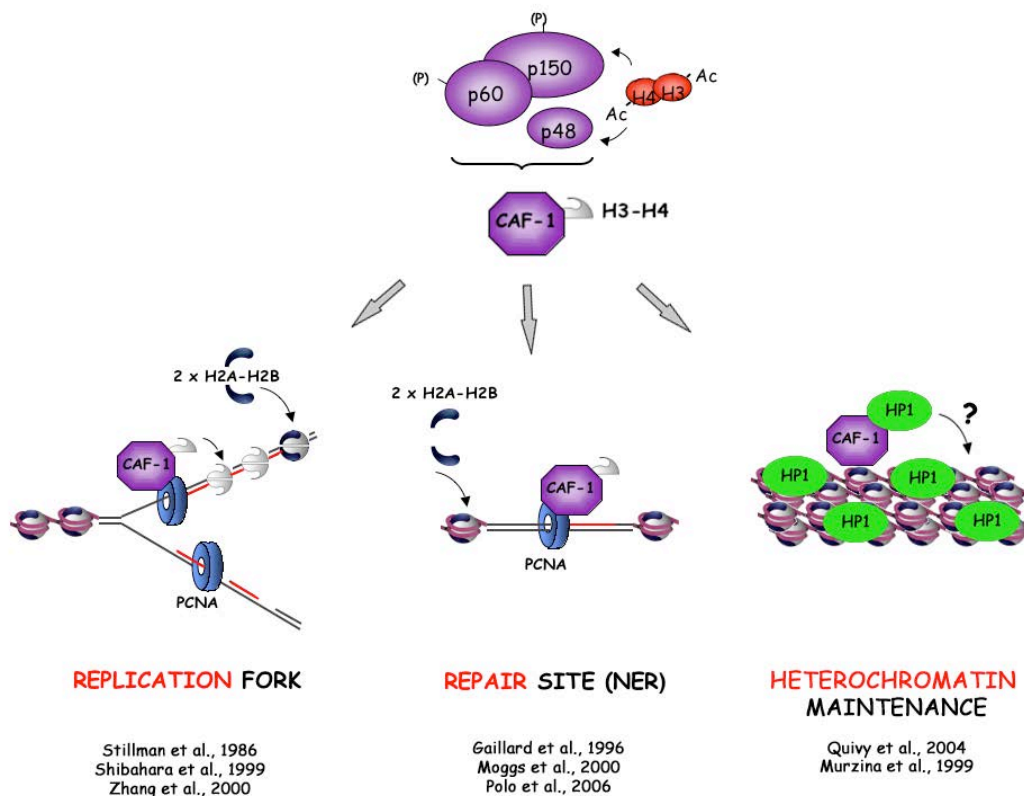 (P)
(P)
p150
p60
p48
Ac
H4 H3
Ac
CAF-1
H3-H4
2 x H2A-H2B
CAF-1
PCNA
2 x H2A-H2B
CAF-1
PCNA
HP1
?
CAF-1
HP1
HP1
HP1
HP1
REPLICATION FORK
Stillman et al., 1986
Shibahara et al., 1999
Zhang et al., 2000
REPAIR SITE (NER)
Gaillard et al., 1996
Moggs et al., 2000
Polo et al., 2006
HETEROCHROMATIN
MAINTENANCE
Quivy et al., 2004
Murzina et al., 1999